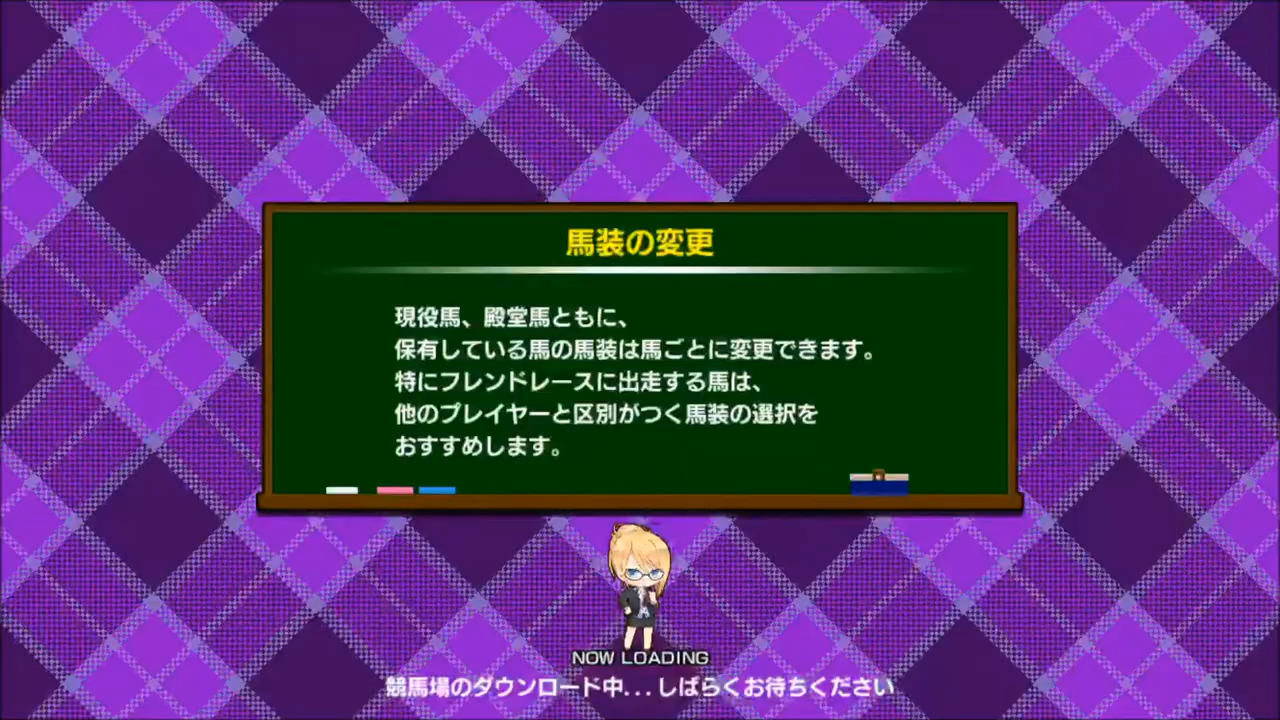 馬装の変更
現役馬、殿堂馬ともに、
保有している馬の馬装は馬ごとに変更できます。
特にフレンドレースに出走する馬は、
他のプレイヤーと区別がつく馬装の選択を
おすすめします。
NOW LOADING
競馬場のダウンロード中...しばらくお待ちください